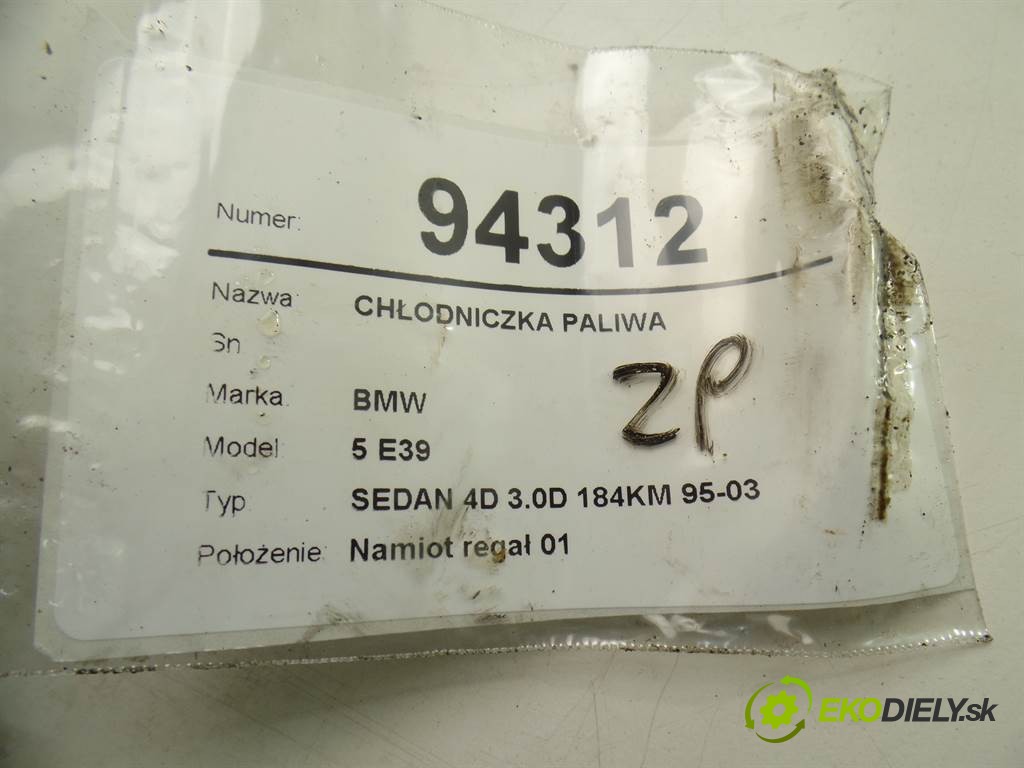 Numer: 94312
Nazwa: CHŁODNICZKA PALIWA
Sn
Marka: BMW
ZP
Model: 5 E39
Typ SEDAN 4D 3.0D 184KM 95-03
Położenie: Namiot regał 01
EKODIELY.sk